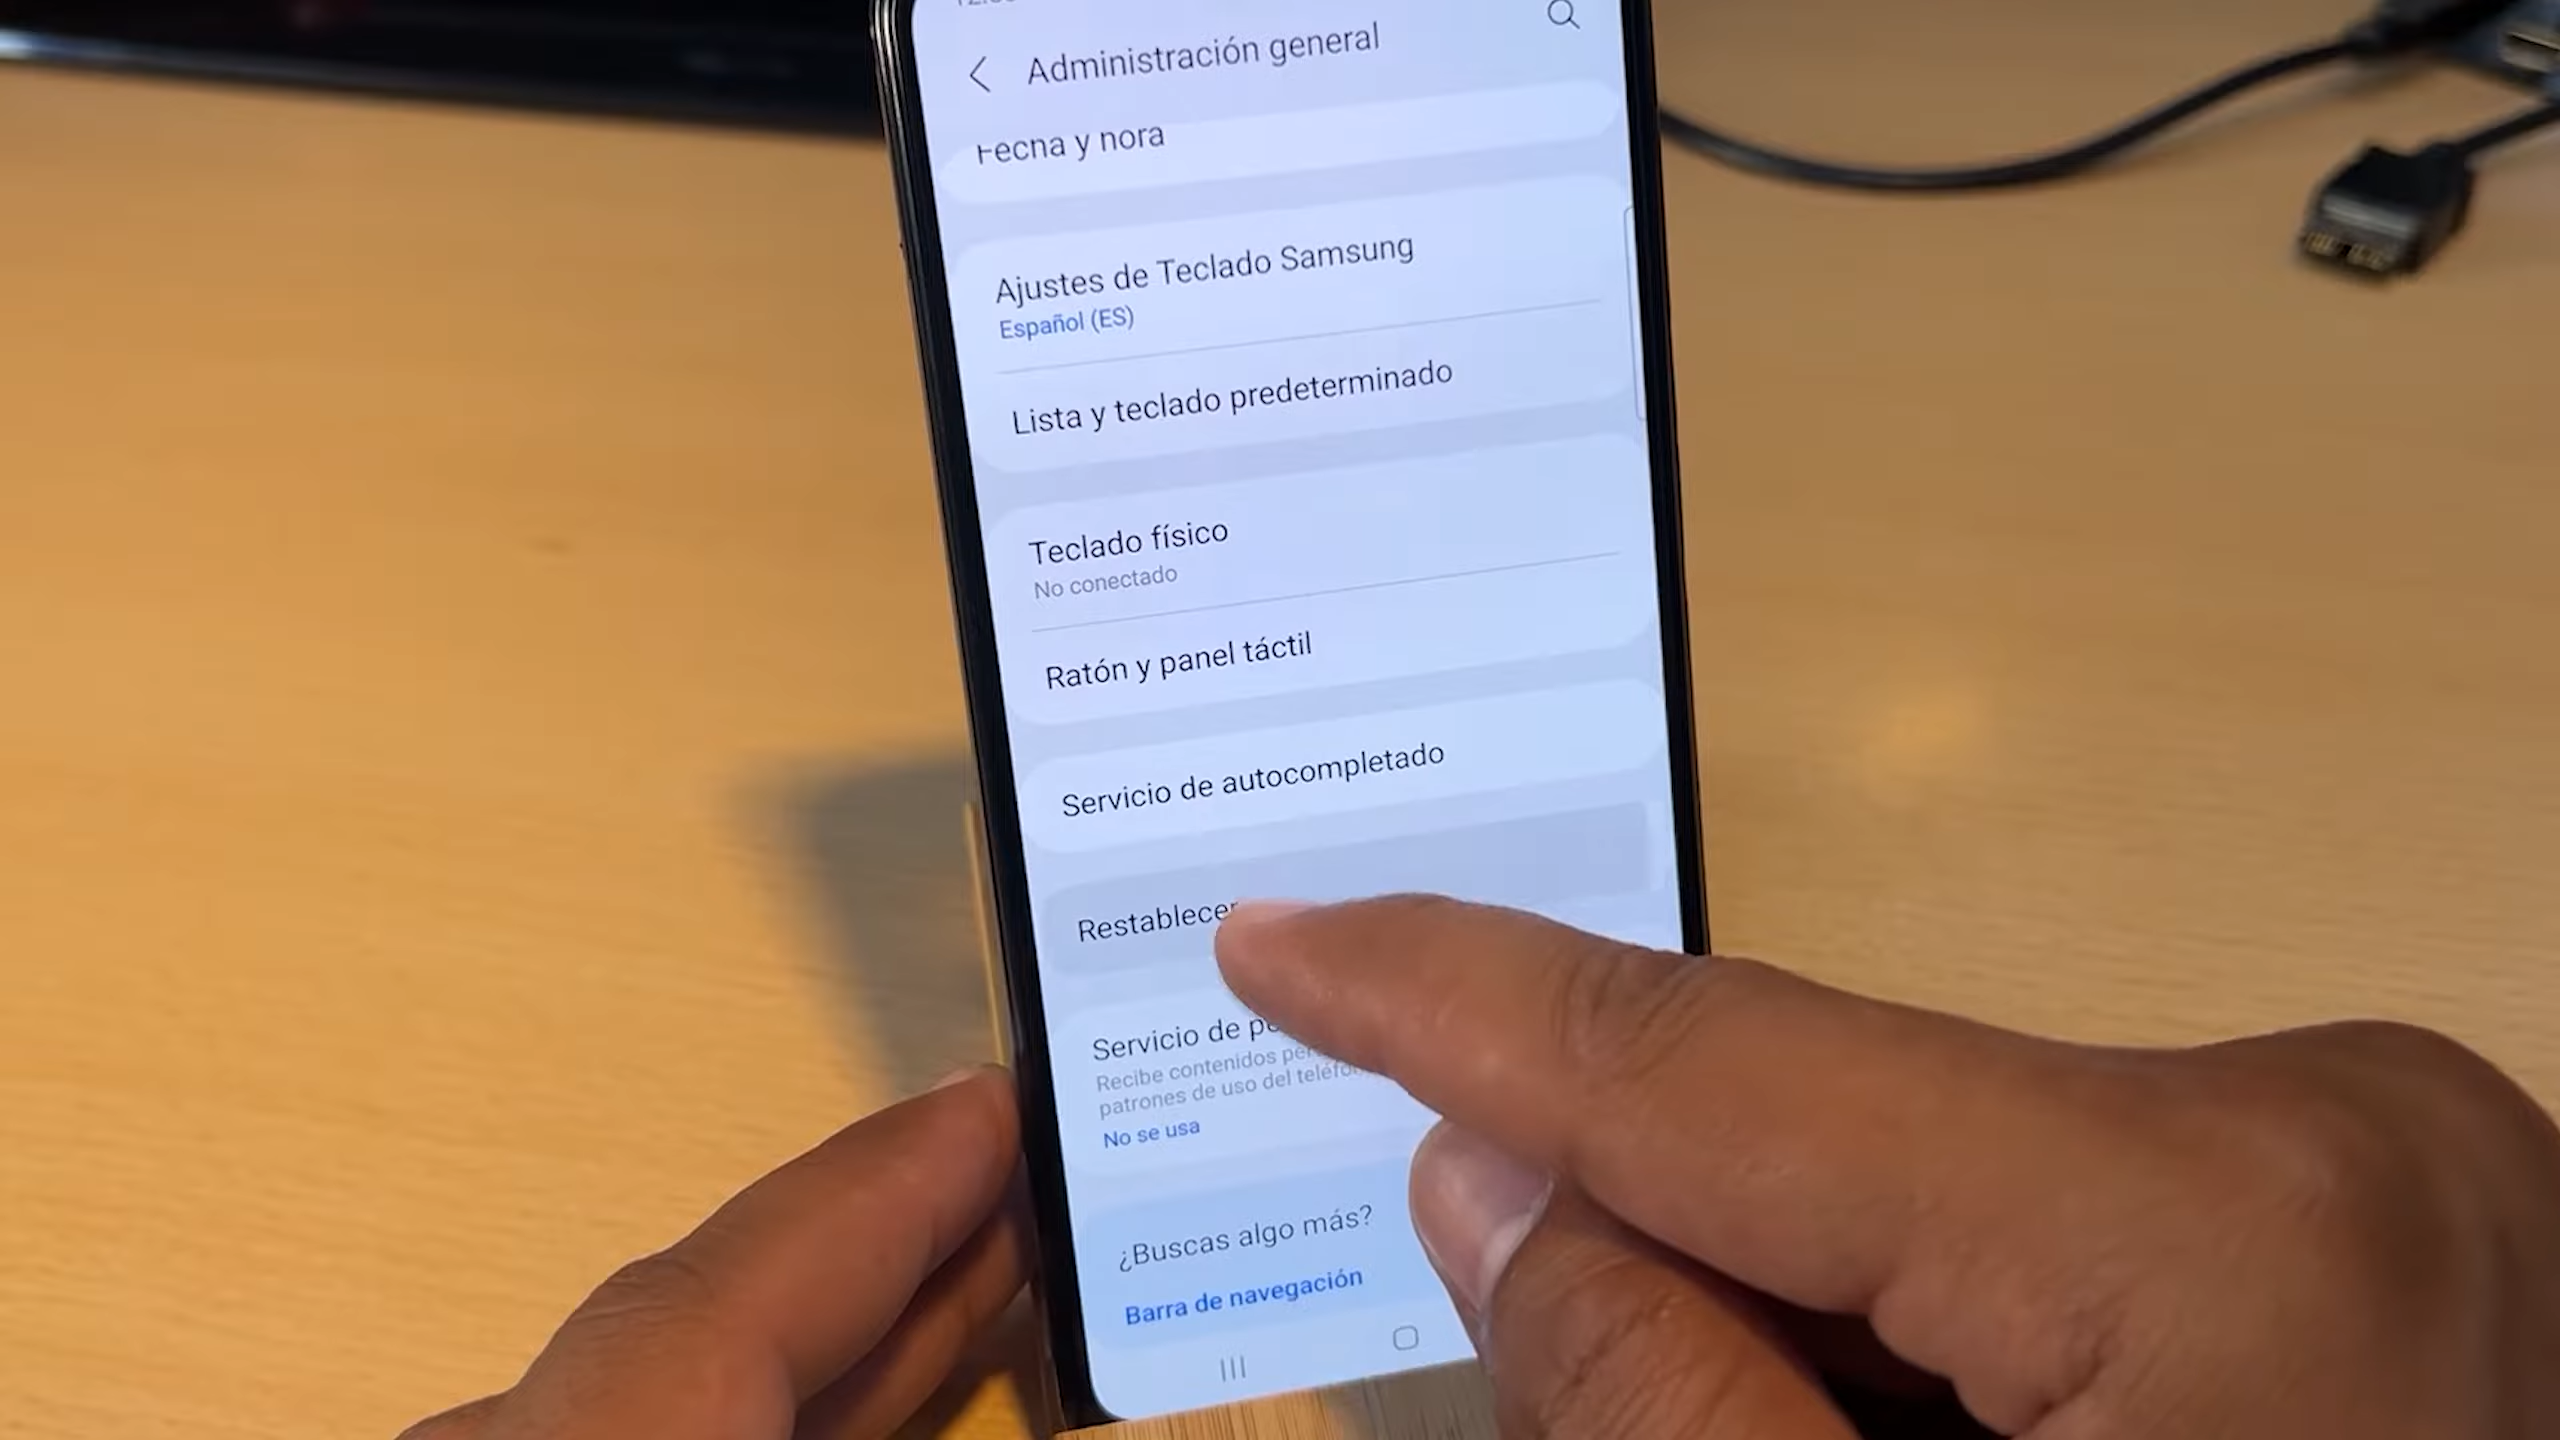 Administración general
Fecha y hora
Ajustes de Teclado Samsung
Español (ES)
Lista y teclado predeterminado
Teclado físico
No conectado
Ratón y panel táctil
Servicio de autocompletado
Restablecer
Servicio de
Recibe contenidos
patrones de uso del
No se usa
¿Buscas algo más?
Barra de navegación